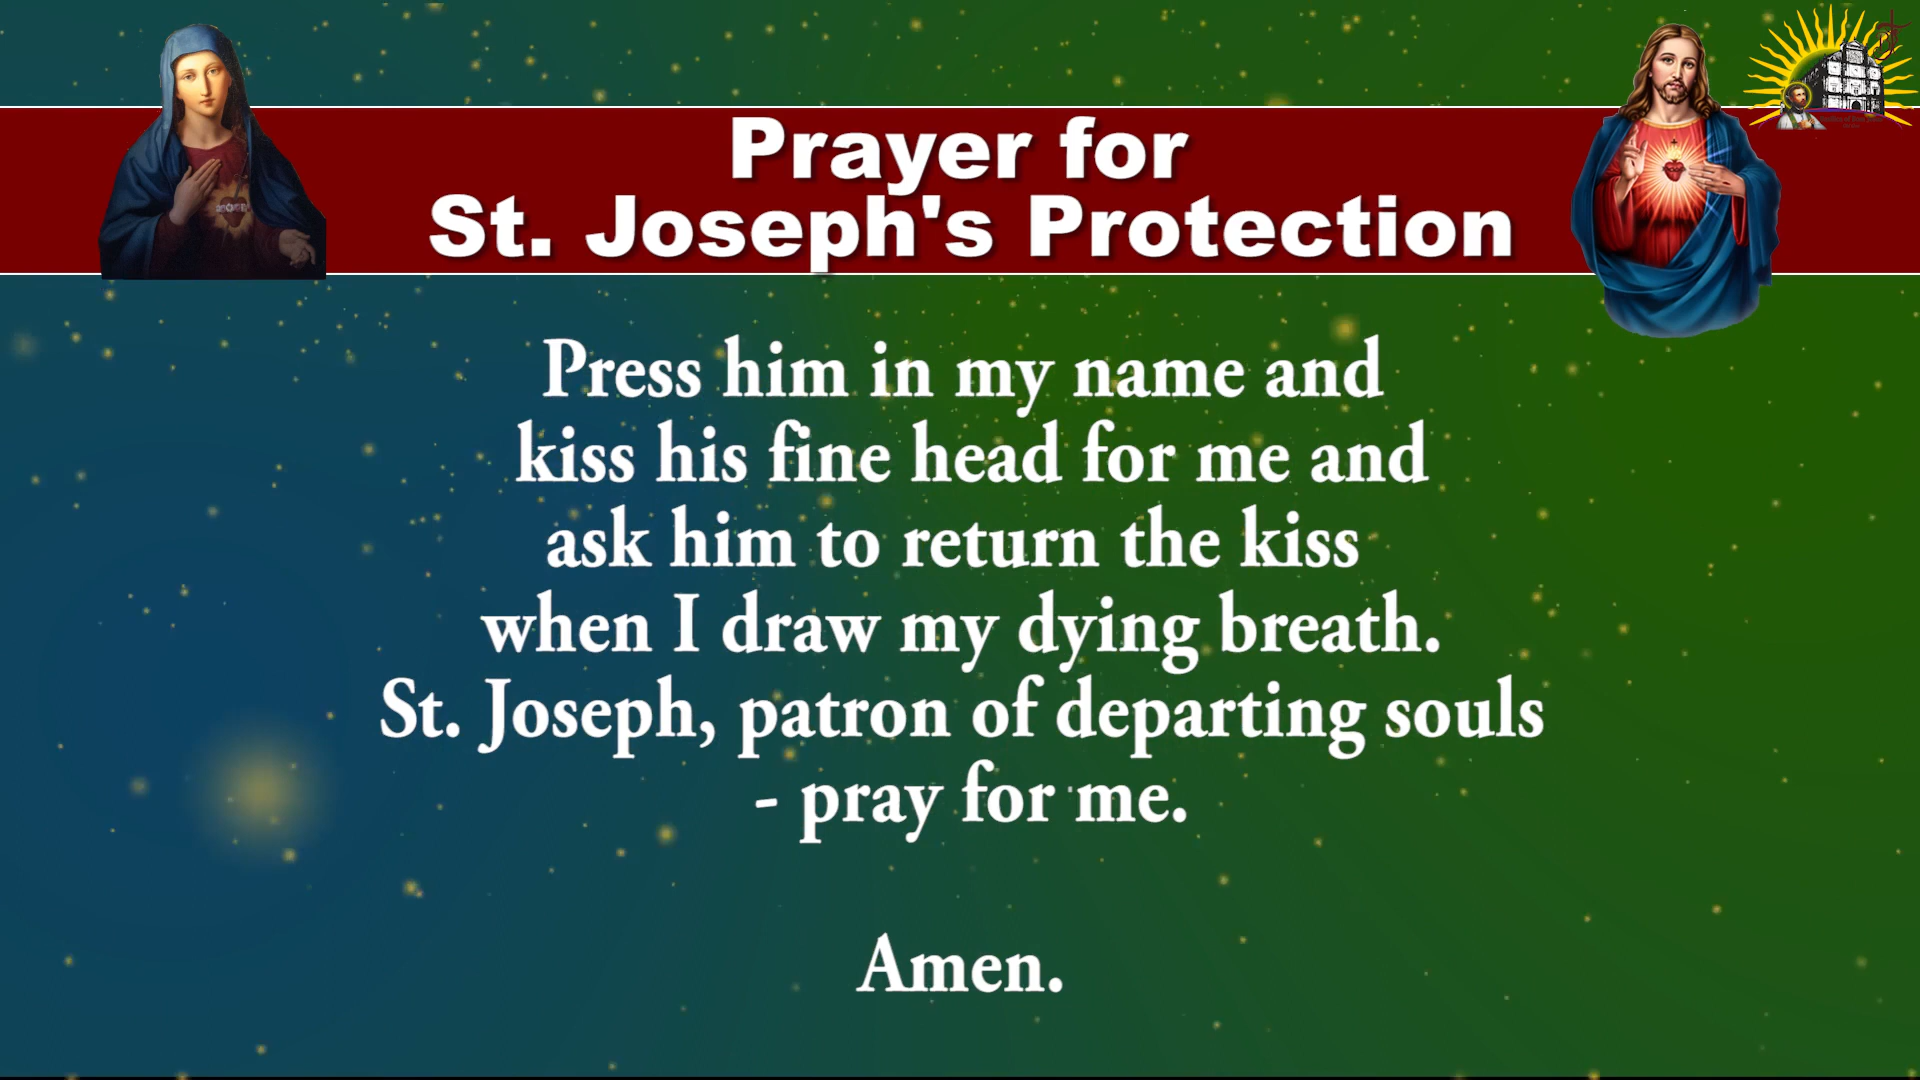 Prayer for
St. Joseph's Protection
Press him in my name and
kiss his fine head for me and
ask him to return the kiss
when I draw my dying breath.
St. Joseph, patron of departing souls
- pray for me.
Amen.